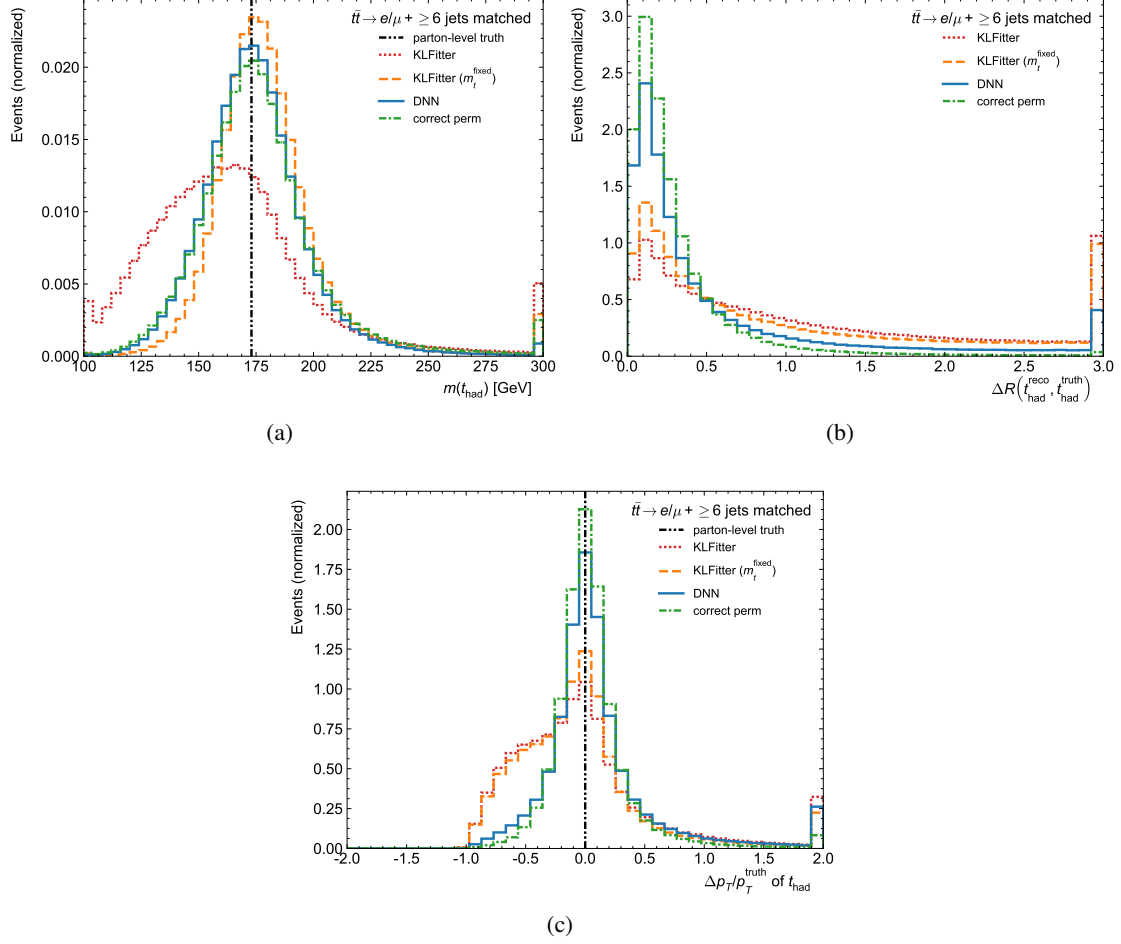 tt̄ → e/μ + ≥ 6 jets matched
parton-level truth
KLFitter
KLFitter (m_t^fixed)
DNN
correct perm
Events (normalized)
0.020
0.015
0.010
0.005
0.000
100 125 150 175 200 225 250 275 300
m(t_had) [GeV]
(a)
tt̄ → e/μ + ≥ 6 jets matched
KLFitter
KLFitter (m_t^fixed)
DNN
correct perm
Events (normalized)
3.0
2.5
2.0
1.5
1.0
0.5
0.0
0.0 0.5 1.0 1.5 2.0 2.5 3.0
ΔR(t_had^reco, t_had^truth)
(b)
tt̄ → e/μ + ≥ 6 jets matched
parton-level truth
KLFitter
KLFitter (m_t^fixed)
DNN
correct perm
Events (normalized)
2.00
1.75
1.50
1.25
1.00
0.75
0.50
0.25
0.00
-2.0 -1.5 -1.0 -0.5 0.0 0.5 1.0 1.5 2.0
Δp_T/p_T^truth of t_had
(c)